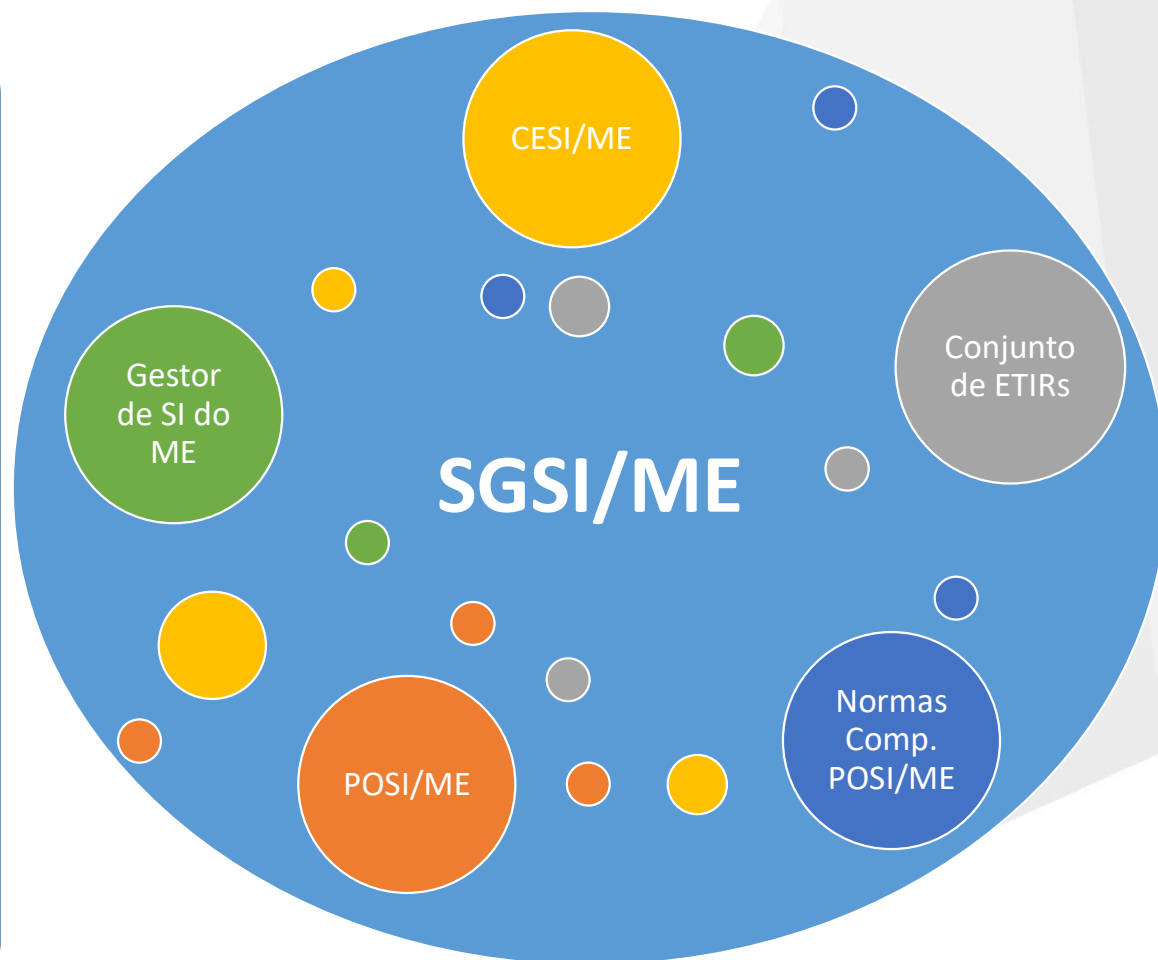 CESI/ME
Gestor
de SI do
ME
Conjunto
de ETIRs
SGSI/ME
POSI/ME
Normas
Comp.
POSI/ME